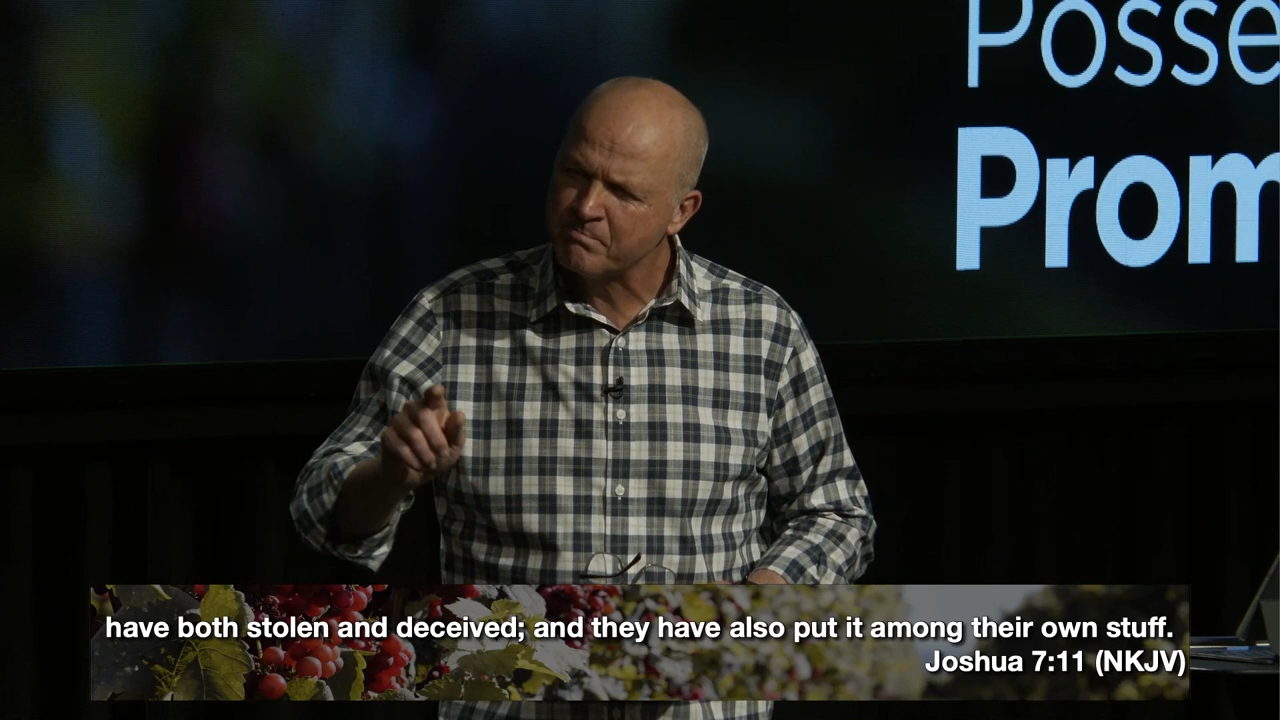 Posse
Prom
have both stolen and deceived; and they have also put it among their own stuff.
Joshua 7:11 (NKJV)